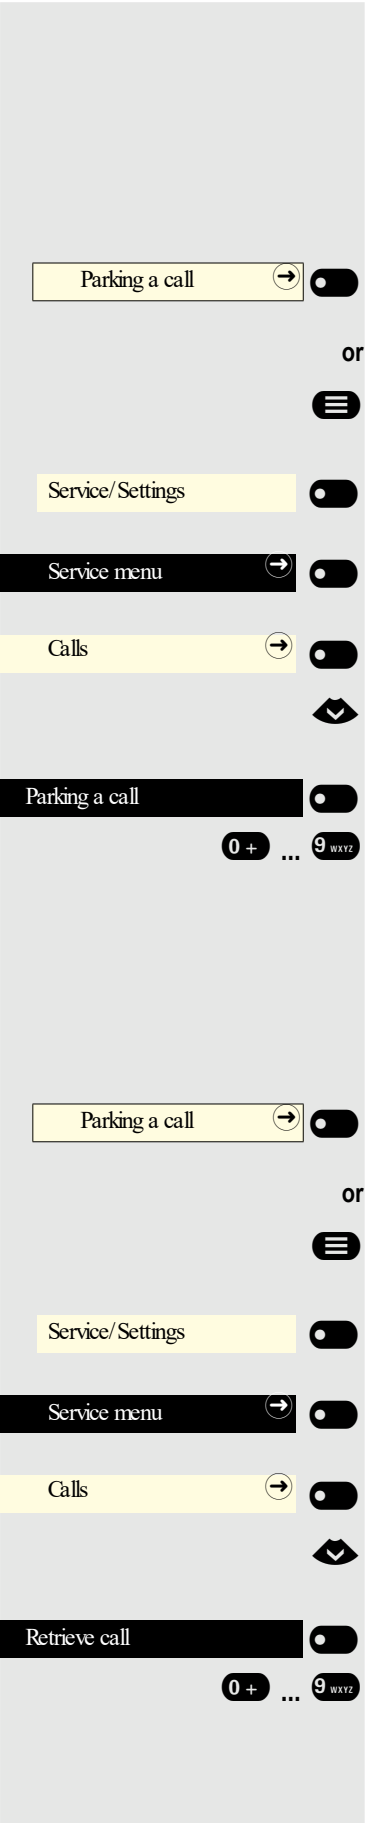 Parking a call
or
Service/Settings
Service menu
Calls
Parking a call
0 + ... 9 WXYZ
Parking a call
or
Service/Settings
Service menu
Calls
Retrieve call
0 + ... 9 WXYZ